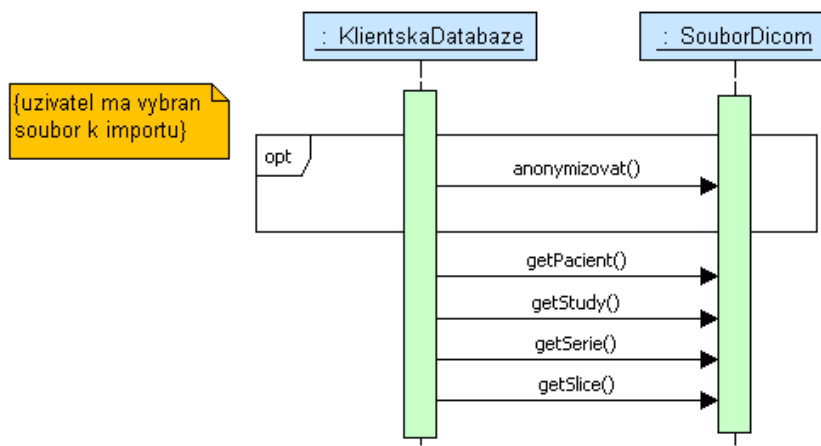 : KlientskaDatabaze
: SouborDicom
{uzivatel ma vybran
soubor k importu}
opt
anonymizovat()
getPacient()
getStudy()
getSerie()
getSlice()